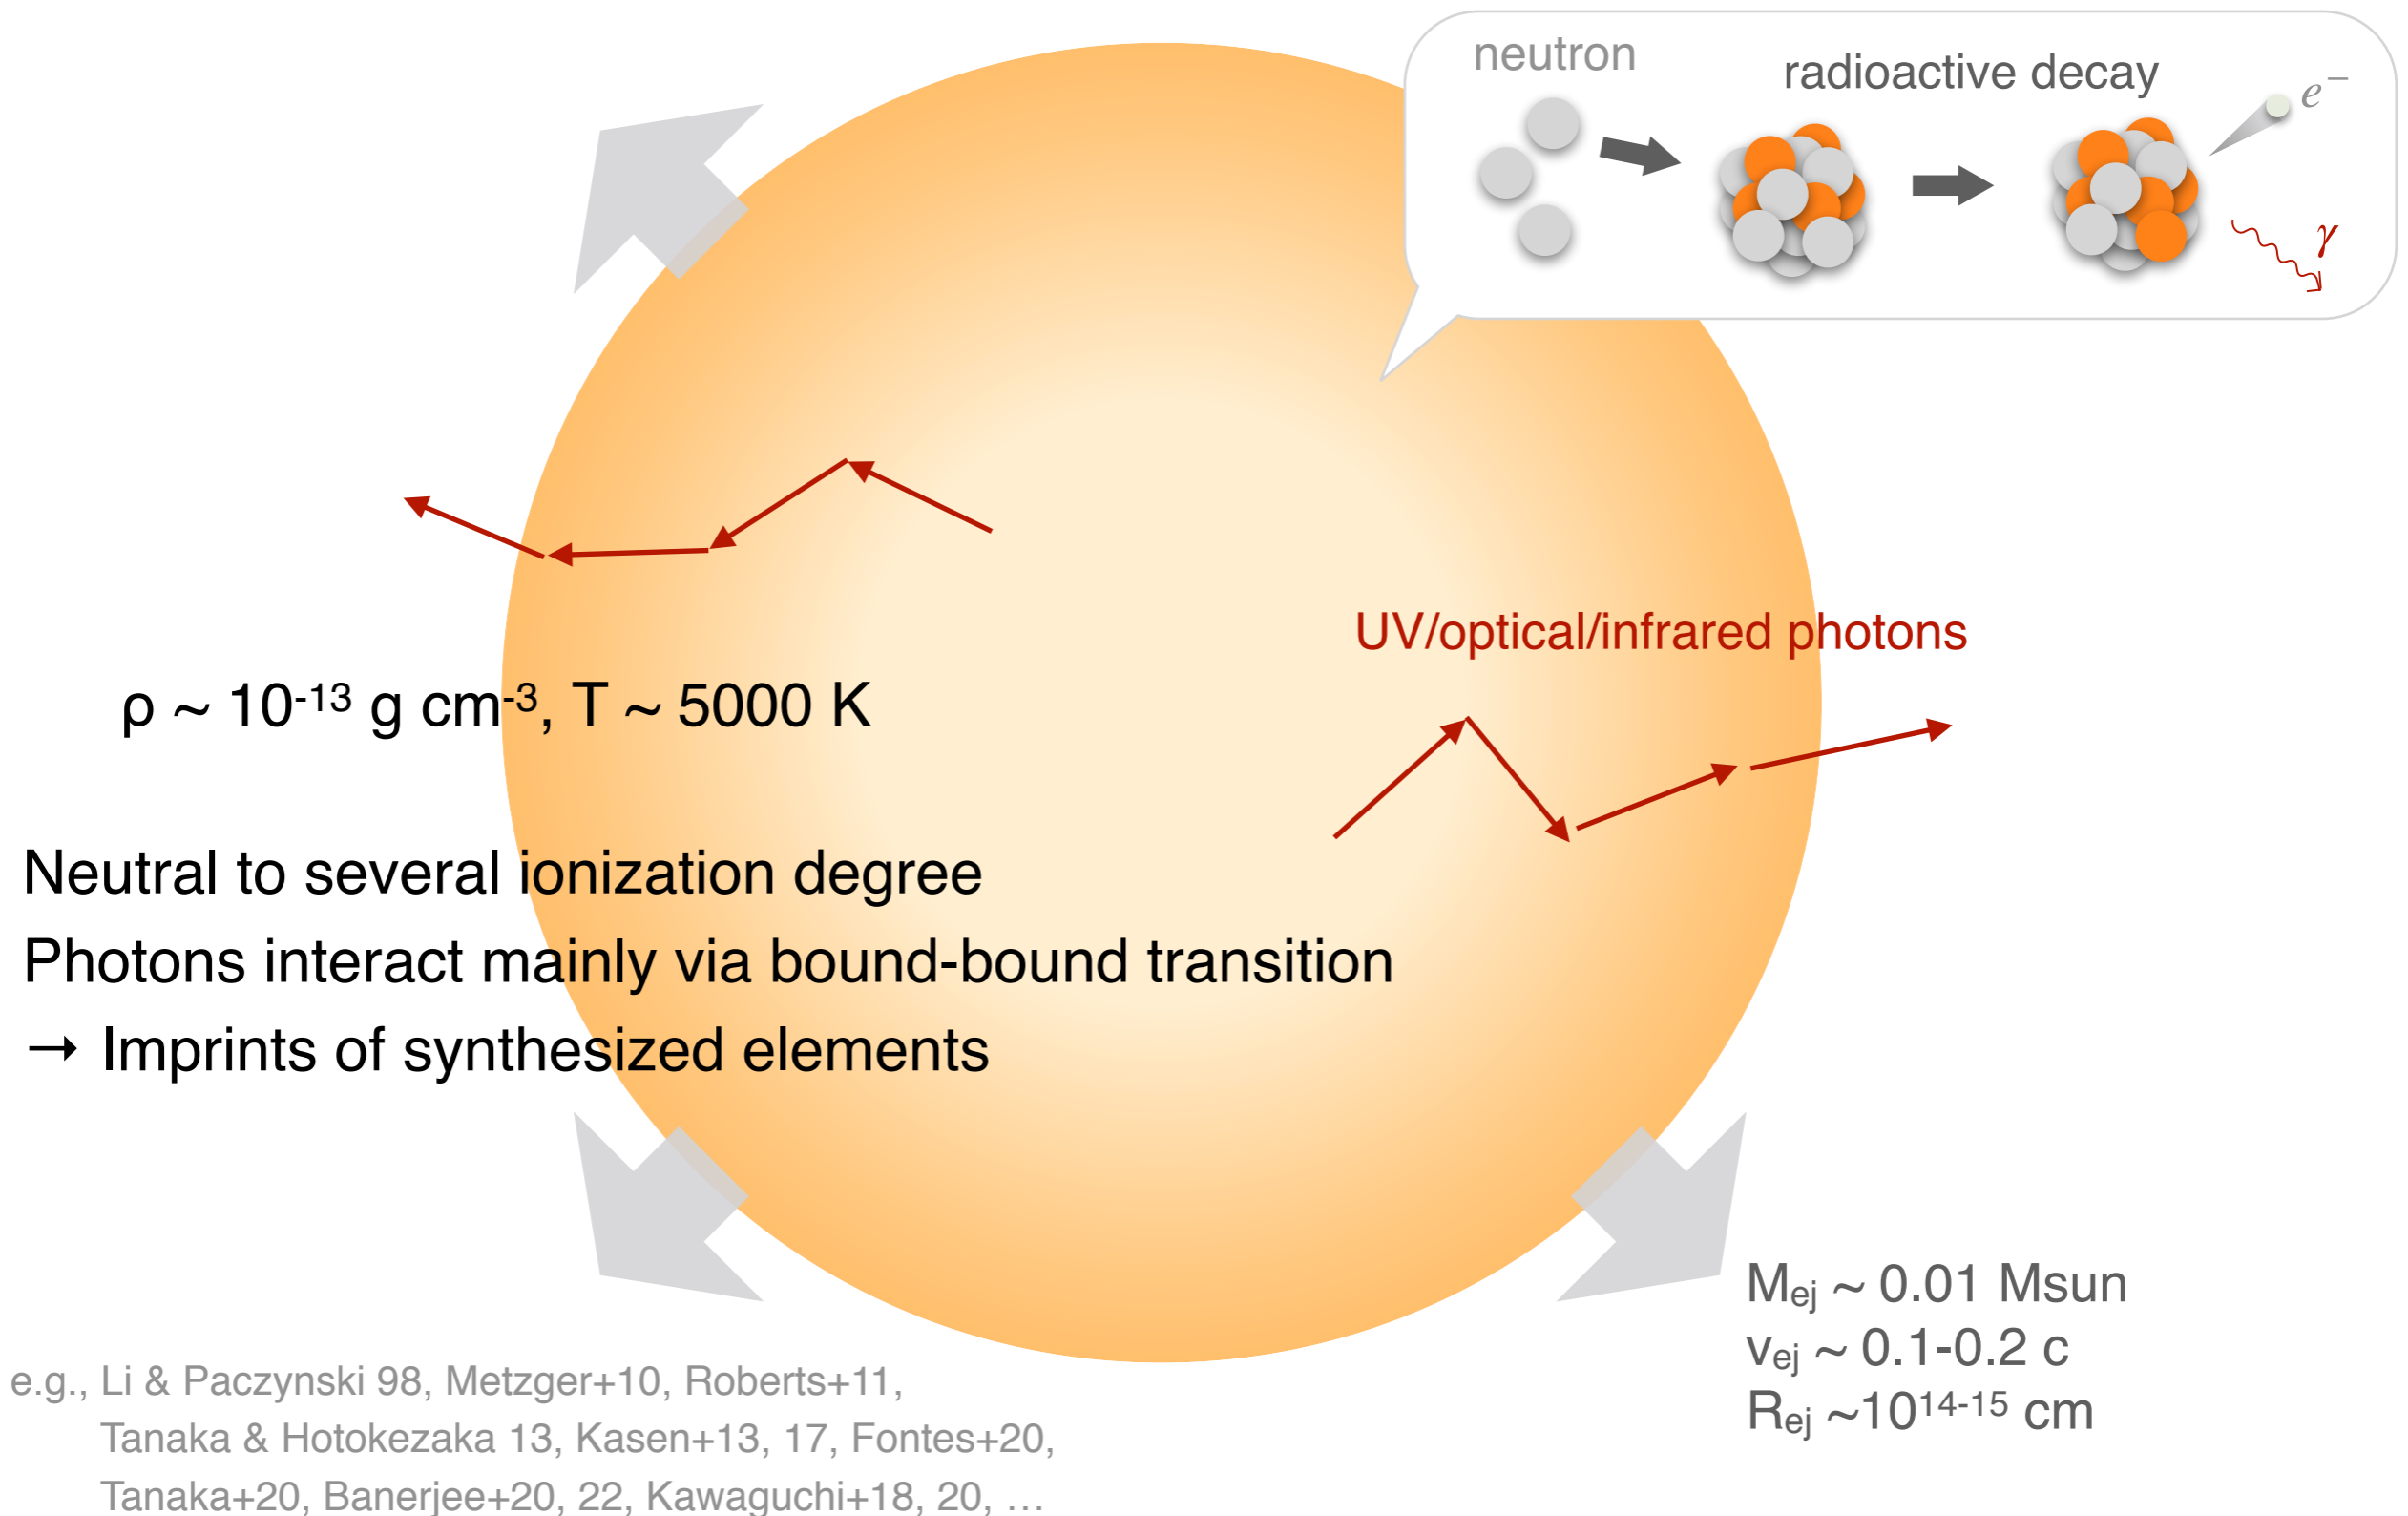 neutron
radioactive decay
e⁻
γ
UV/optical/infrared photons
ρ ~ 10⁻¹³ g cm⁻³, T ~ 5000 K
Neutral to several ionization degree
Photons interact mainly via bound-bound transition
→ Imprints of synthesized elements
M_ej ~ 0.01 Msun
v_ej ~ 0.1-0.2 c
R_ej ~10¹⁴⁻¹⁵ cm
e.g., Li & Paczynski 98, Metzger+10, Roberts+11,
Tanaka & Hotokezaka 13, Kasen+13, 17, Fontes+20,
Tanaka+20, Banerjee+20, 22, Kawaguchi+18, 20, …